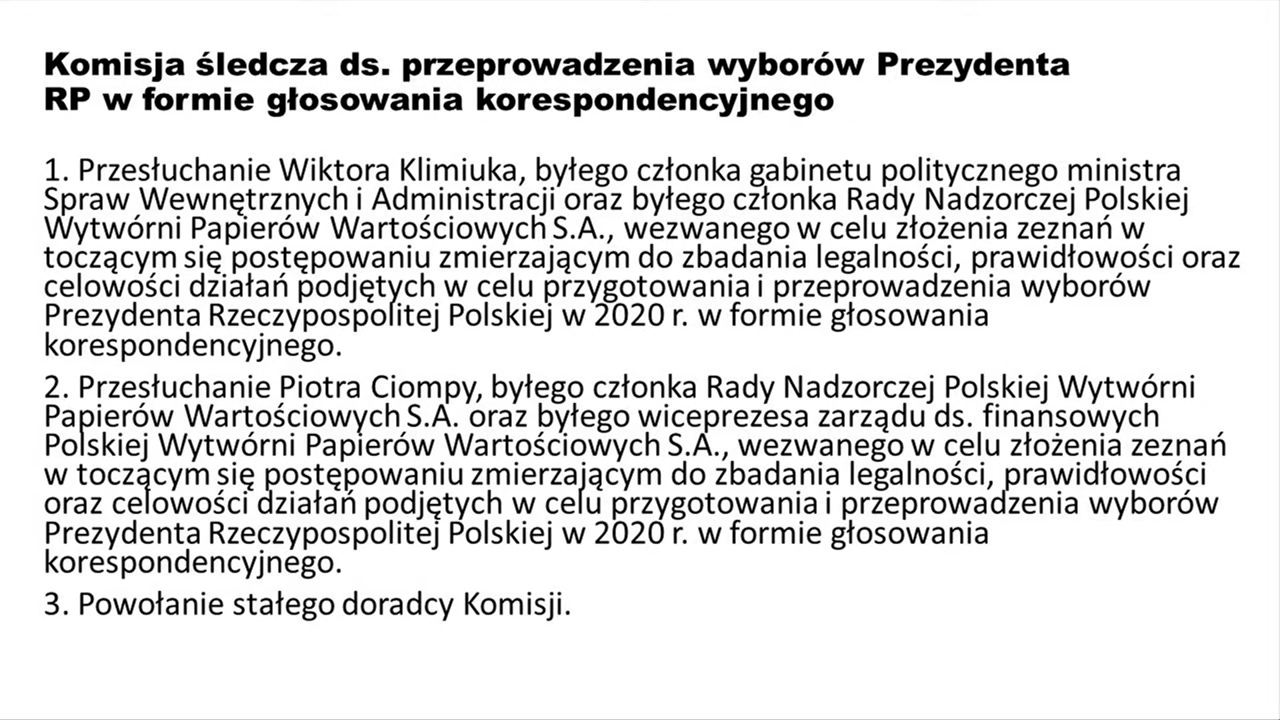 Komisja śledcza ds. przeprowadzenia wyborów Prezydenta
RP w formie głosowania korespondencyjnego
1. Przesłuchanie Wiktora Klimiuka, byłego członka gabinetu politycznego ministra
Spraw Wewnętrznych i Administracji oraz byłego członka Rady Nadzorczej Polskiej
Wytwórni Papierów Wartościowych S.A., wezwanego w celu złożenia zeznań w
toczącym się postępowaniu zmierzającym do zbadania legalności, prawidłowości oraz
celowości działań podjętych w celu przygotowania i przeprowadzenia wyborów
Prezydenta Rzeczypospolitej Polskiej w 2020 r. w formie głosowania
korespondencyjnego.
2. Przesłuchanie Piotra Ciompy, byłego członka Rady Nadzorczej Polskiej Wytwórni
Papierów Wartościowych S.A. oraz byłego wiceprezesa zarządu ds. finansowych
Polskiej Wytwórni Papierów Wartościowych S.A., wezwanego w celu złożenia zeznań
w toczącym się postępowaniu zmierzającym do zbadania legalności, prawidłowości
oraz celowości działań podjętych w celu przygotowania i przeprowadzenia wyborów
Prezydenta Rzeczypospolitej Polskiej w 2020 r. w formie głosowania
korespondencyjnego.
3. Powołanie stałego doradcy Komisji.